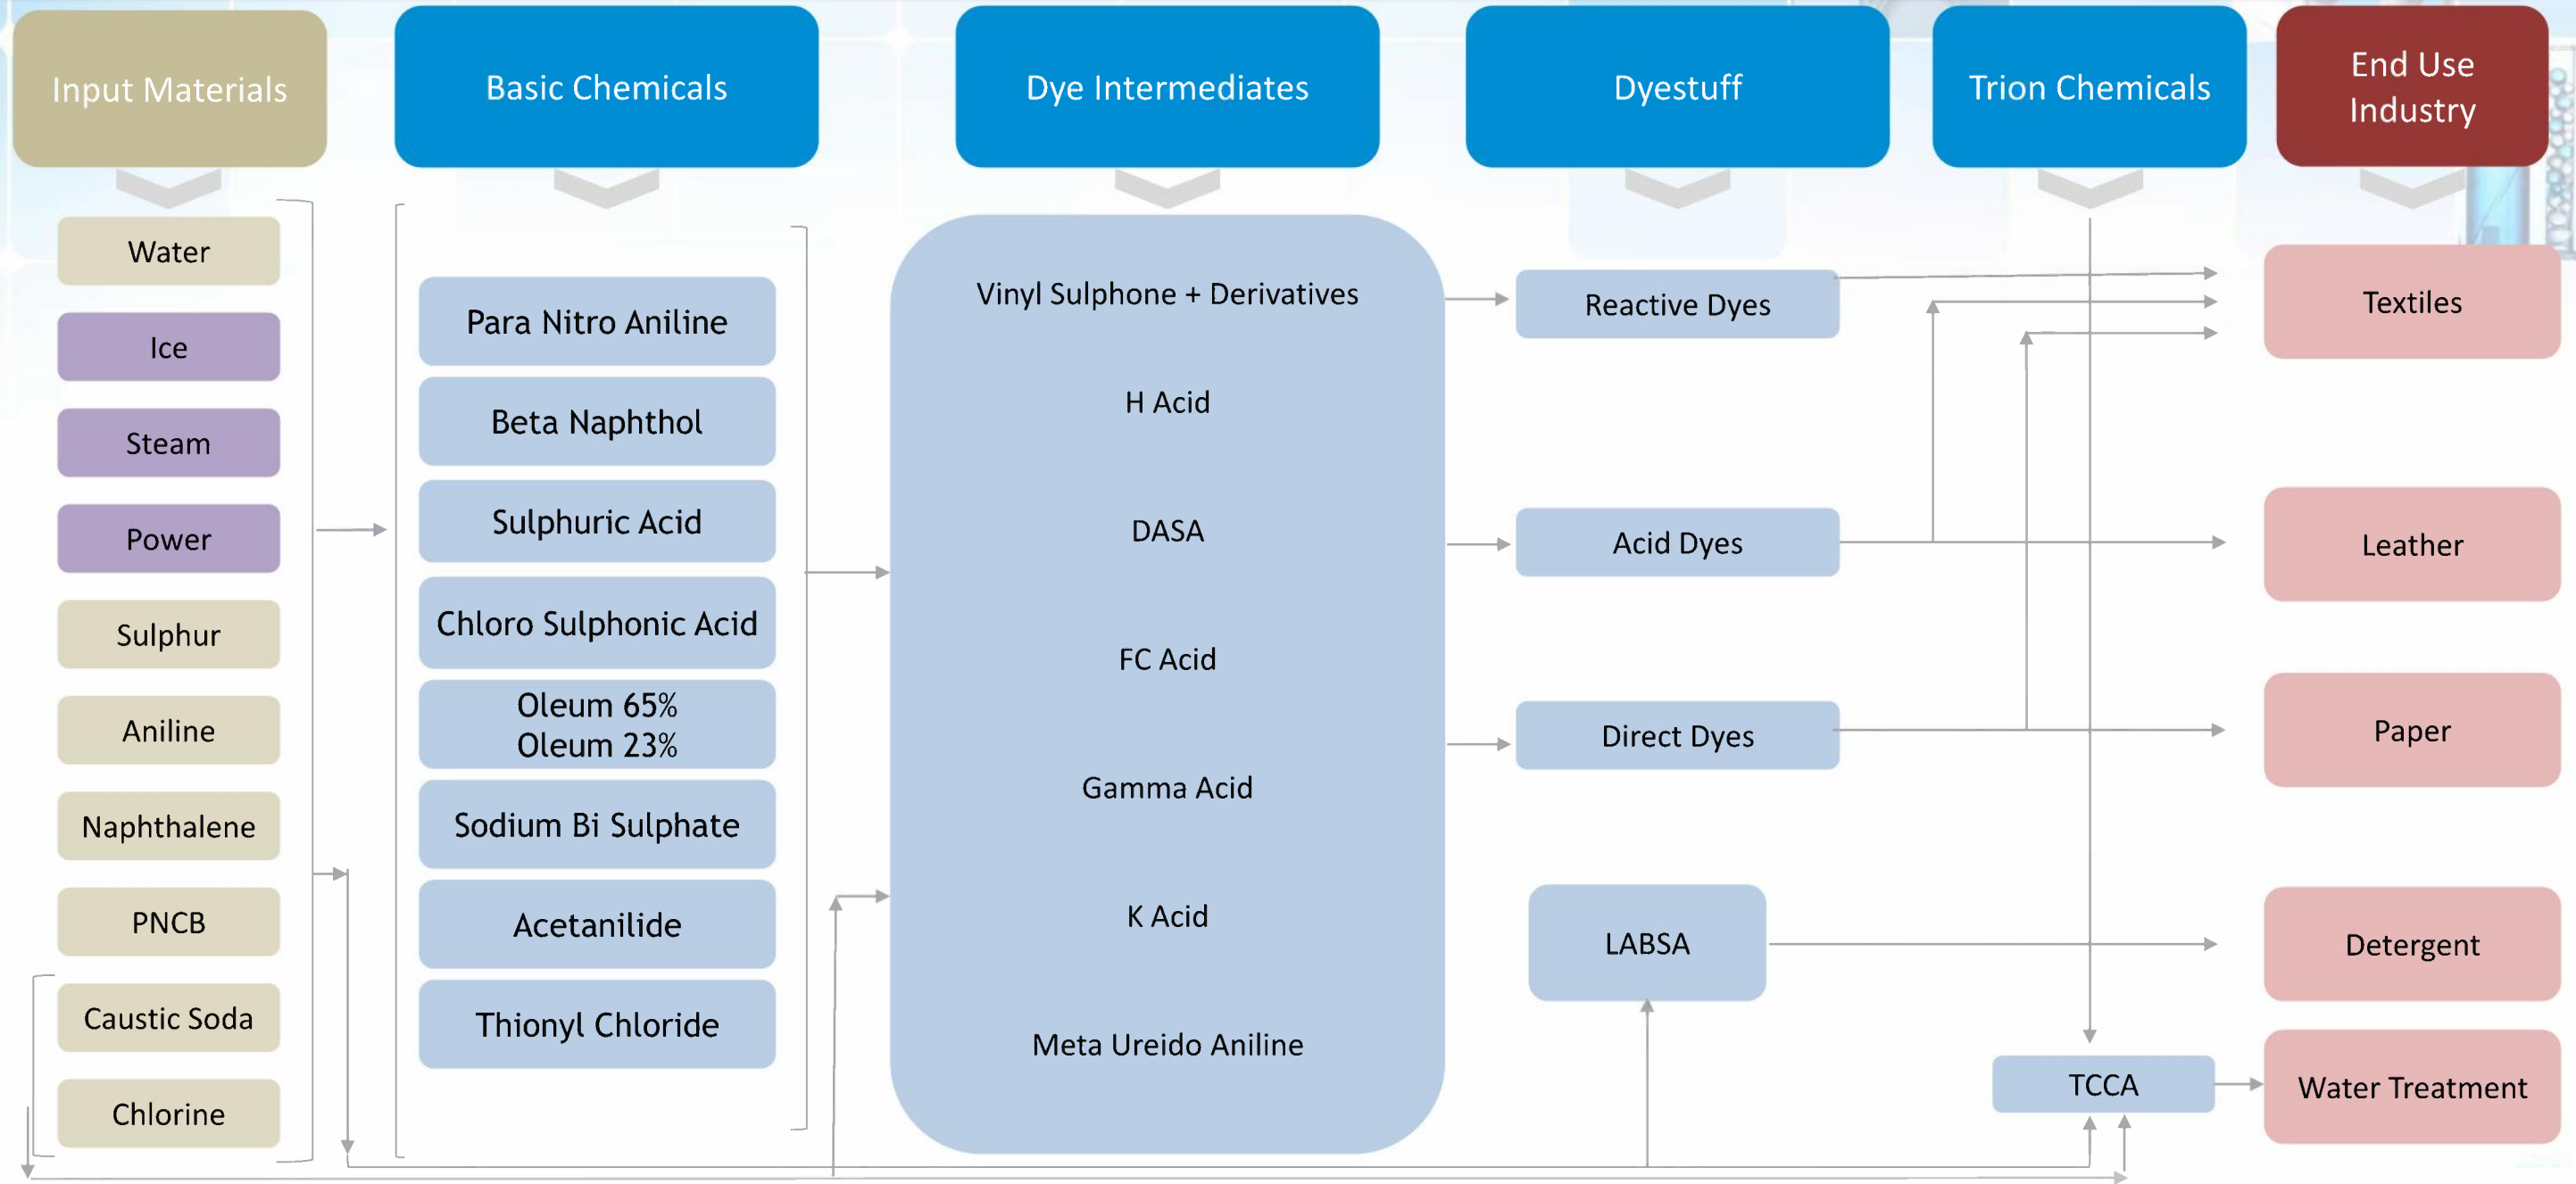 Input Materials
Basic Chemicals
Dye Intermediates
Dyestuff
Trion Chemicals
End Use
Industry
Water
Ice
Steam
Power
Sulphur
Aniline
Naphthalene
PNCB
Caustic Soda
Chlorine
Para Nitro Aniline
Beta Naphthol
Sulphuric Acid
Chloro Sulphonic Acid
Oleum 65%
Oleum 23%
Sodium Bi Sulphate
Acetanilide
Thionyl Chloride
Vinyl Sulphone + Derivatives
H Acid
DASA
FC Acid
Gamma Acid
K Acid
Meta Ureido Aniline
Reactive Dyes
Acid Dyes
Direct Dyes
LABSA
TCCA
Textiles
Leather
Paper
Detergent
Water Treatment